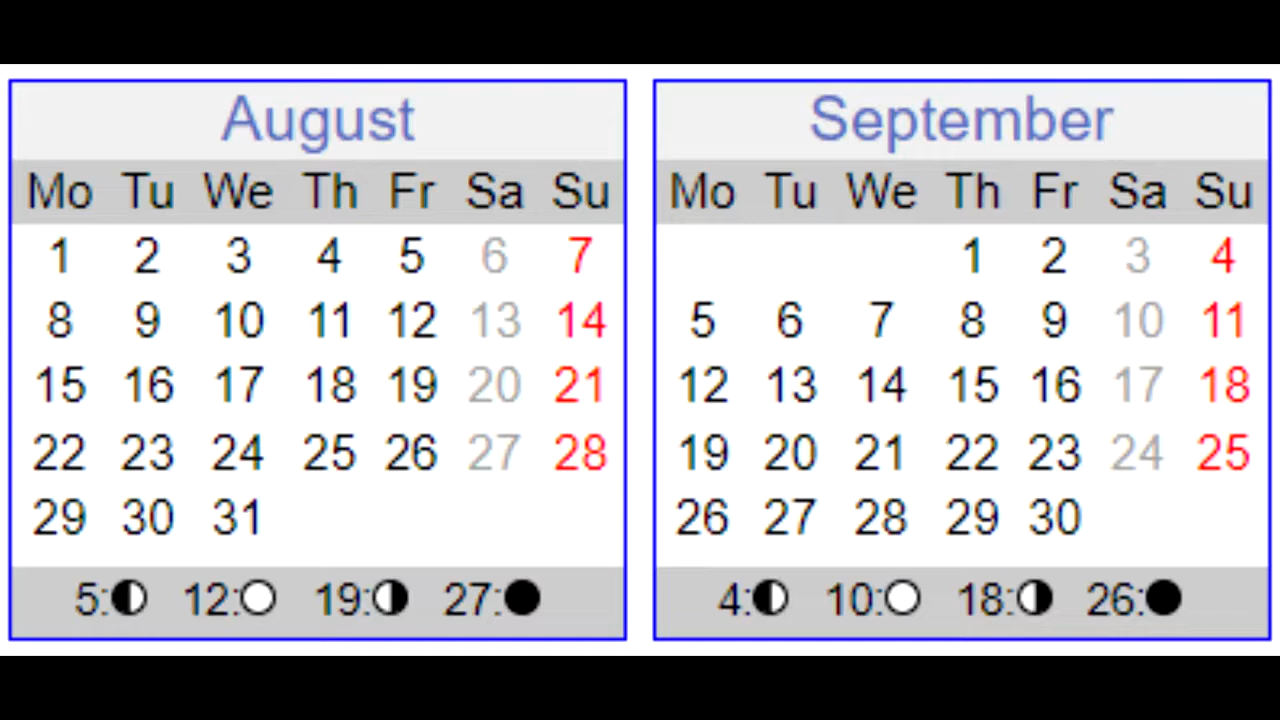 August
Mo Tu We Th Fr Sa Su
1 2 3 4 5 6 7
8 9 10 11 12 13 14
15 16 17 18 19 20 21
22 23 24 25 26 27 28
29 30 31
5: 12: 19: 27:
September
Mo Tu We Th Fr Sa Su
1 2 3 4
5 6 7 8 9 10 11
12 13 14 15 16 17 18
19 20 21 22 23 24 25
26 27 28 29 30
4: 10: 18: 26: